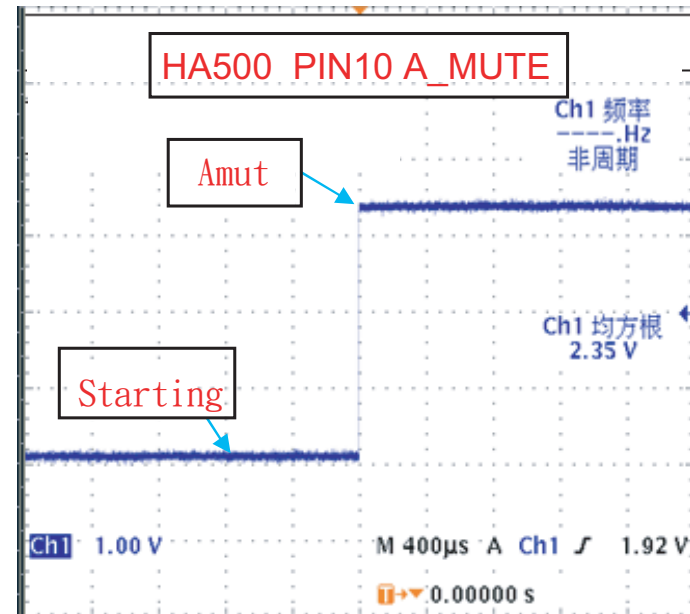 HA500 PIN10 A_MUTE
Ch1 频率
----.Hz
非周期
Amut
Ch1 均方根
2.35 V
Starting
Ch1 1.00 V M 400µs A Ch1 ʃ 1.92 V
T→▼ 0.00000 s